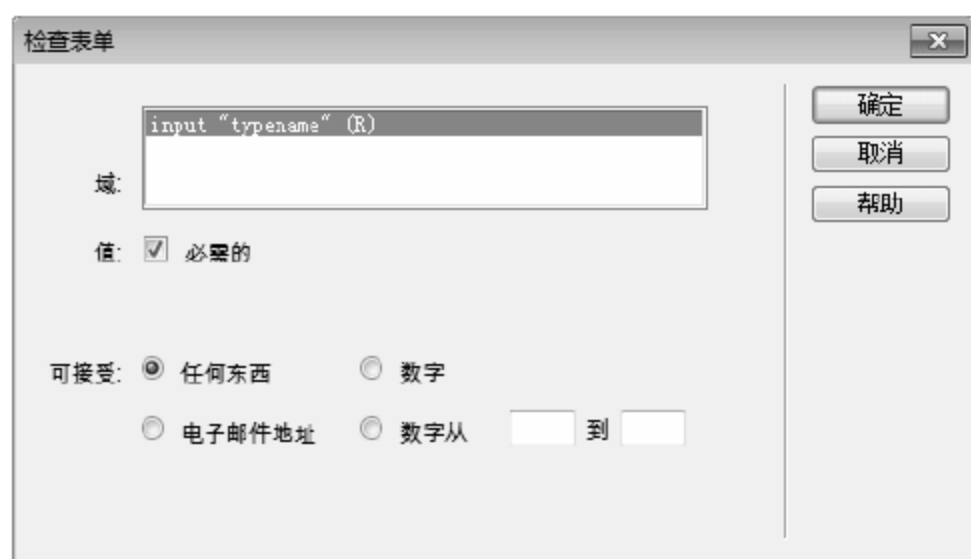 检查表单
input "typename" (R)
域:
值: 必需的
可接受: 任何东西 数字
电子邮件地址 数字从 到
确定
取消
帮助